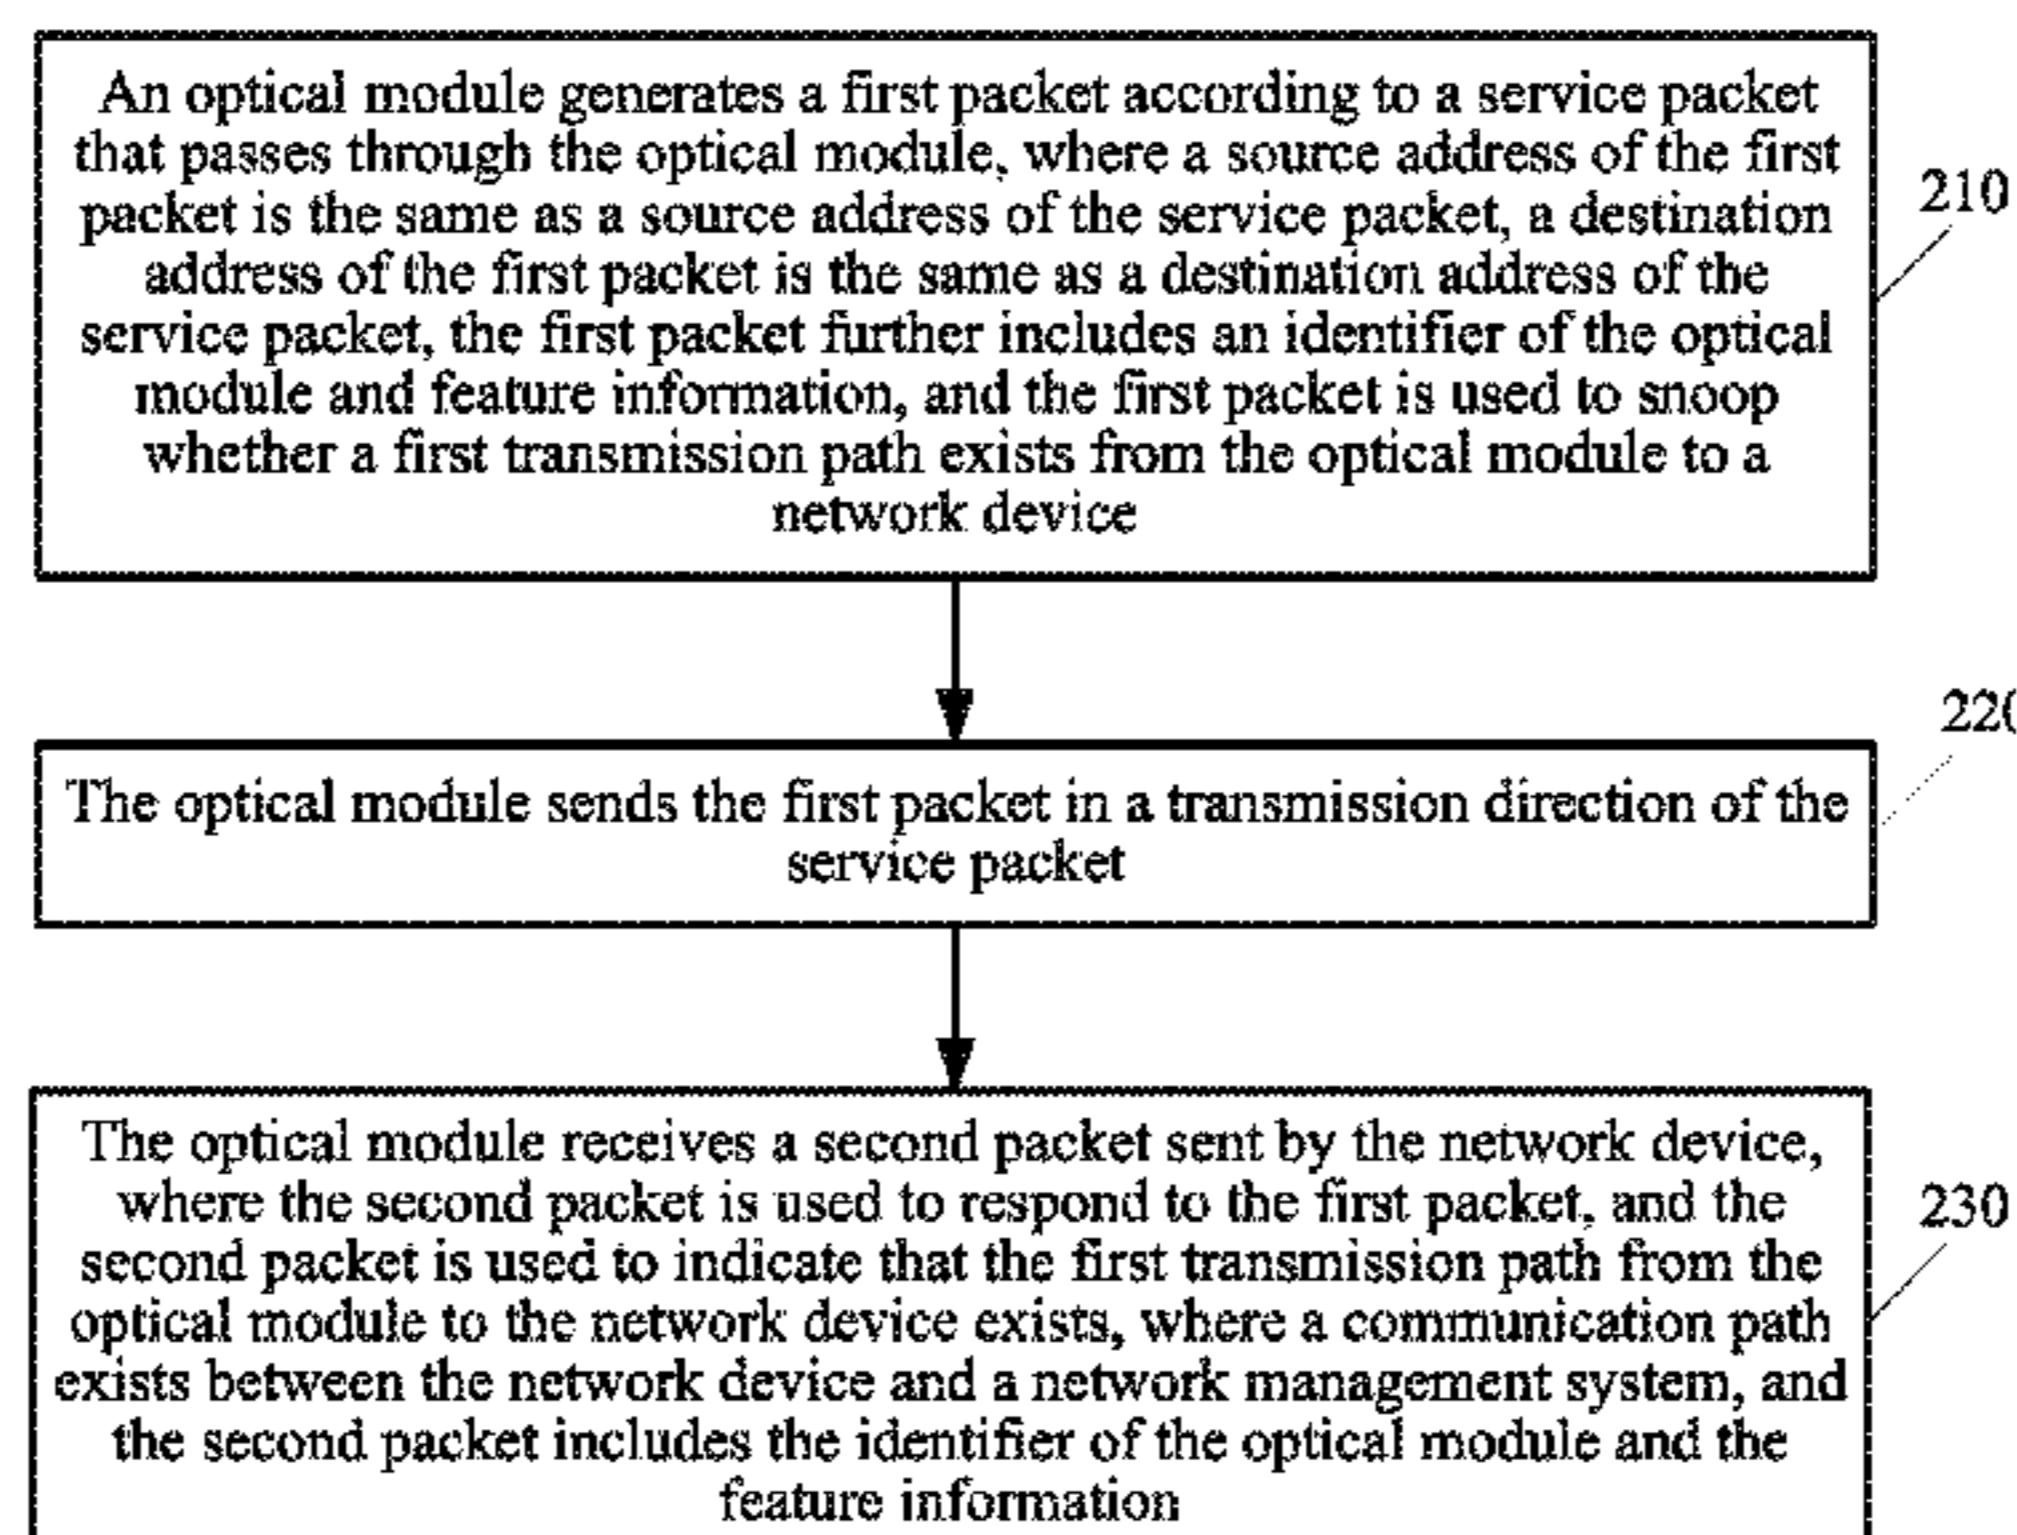 An optical module generates a first packet according to a service packet
that passes through the optical module, where a source address of the first
packet is the same as a source address of the service packet, a destination
address of the first packet is the same as a destination address of the
service packet, the first packet further includes an identifier of the optical
module and feature information, and the first packet is used to snoop
whether a first transmission path exists from the optical module to a
network device
210
The optical module sends the first packet in a transmission direction of the
service packet
The optical module receives a second packet sent by the network device,
where the second packet is used to respond to the first packet, and the
second packet is used to indicate that the first transmission path from the
optical module to the network device exists, where a communication path
exists between the network device and a network management system, and
the second packet includes the identifier of the optical module and the
feature information
230